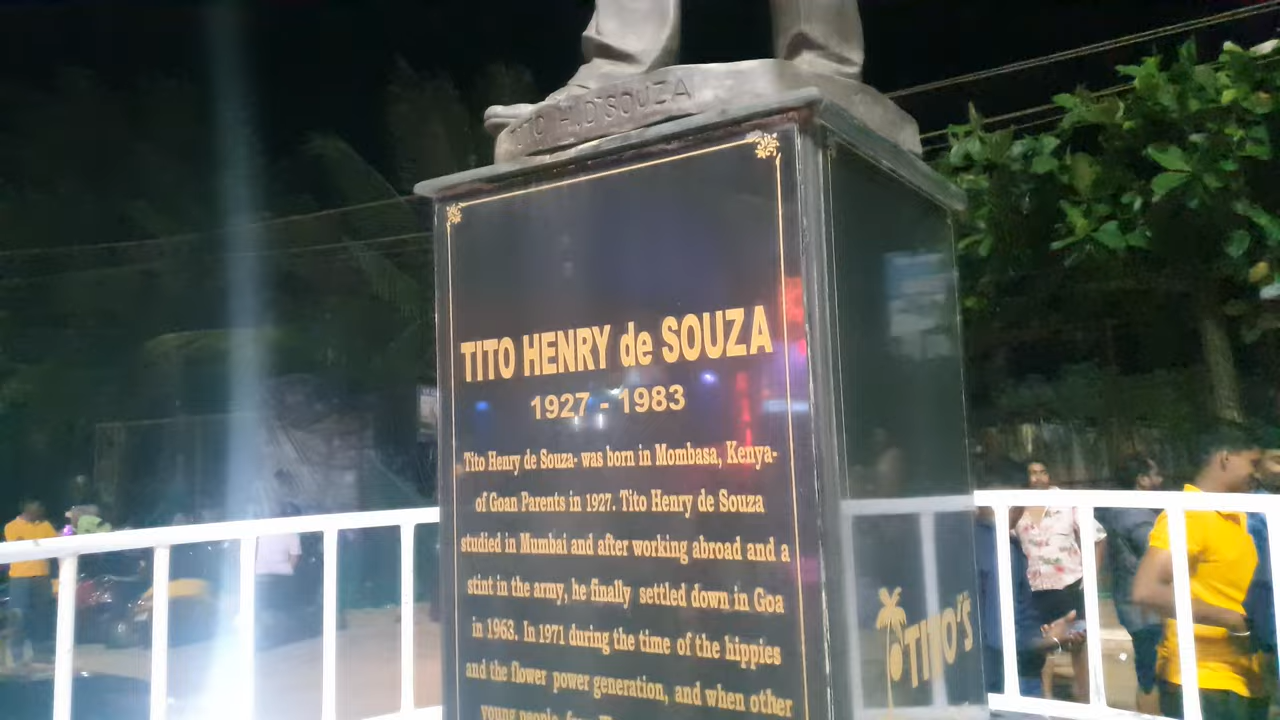 TITO H.D'SOUZA
TITO HENRY de SOUZA
1927 - 1983
Tito Henry de Souza- was born in Mombasa, Kenya-
of Goan Parents in 1927. Tito Henry de Souza
studied in Mumbai and after working abroad and a
stint in the army, he finally settled down in Goa
in 1963. In 1971 during the time of the hippies
and the flower power generation, and when other
young people from
TITO'S